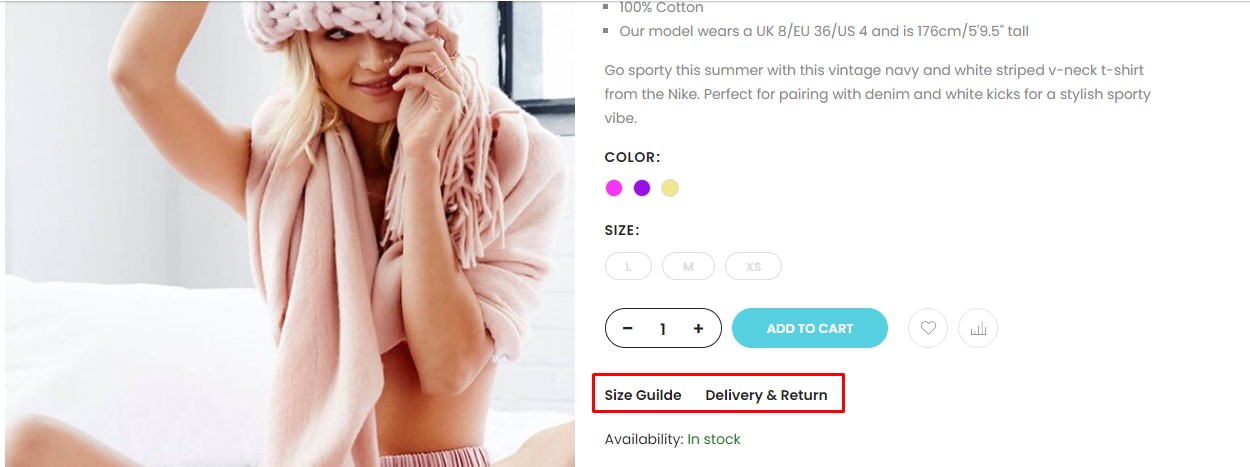 100% Cotton
Our model wears a UK 8/EU 36/US 4 and is 176cm/5'9.5" tall
Go sporty this summer with this vintage navy and white striped v-neck t-shirt
from the Nike. Perfect for pairing with denim and white kicks for a stylish sporty
vibe.
COLOR:
SIZE:
L M XS
− 1 + ADD TO CART
Size Guilde Delivery & Return
Availability: In stock